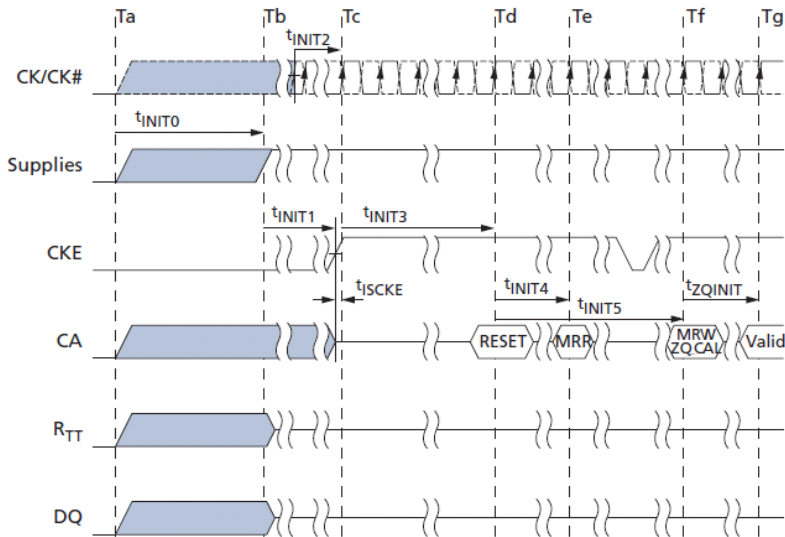 Ta Tb Tc Td Te Tf Tg
tINIT2
CK/CK#
tINIT0
Supplies
tINIT1 tINIT3
CKE
tISCKE tINIT4 tZQINIT
tINIT5
CA RESET MRR MRW ZQ.CAL Valid
RTT
DQ